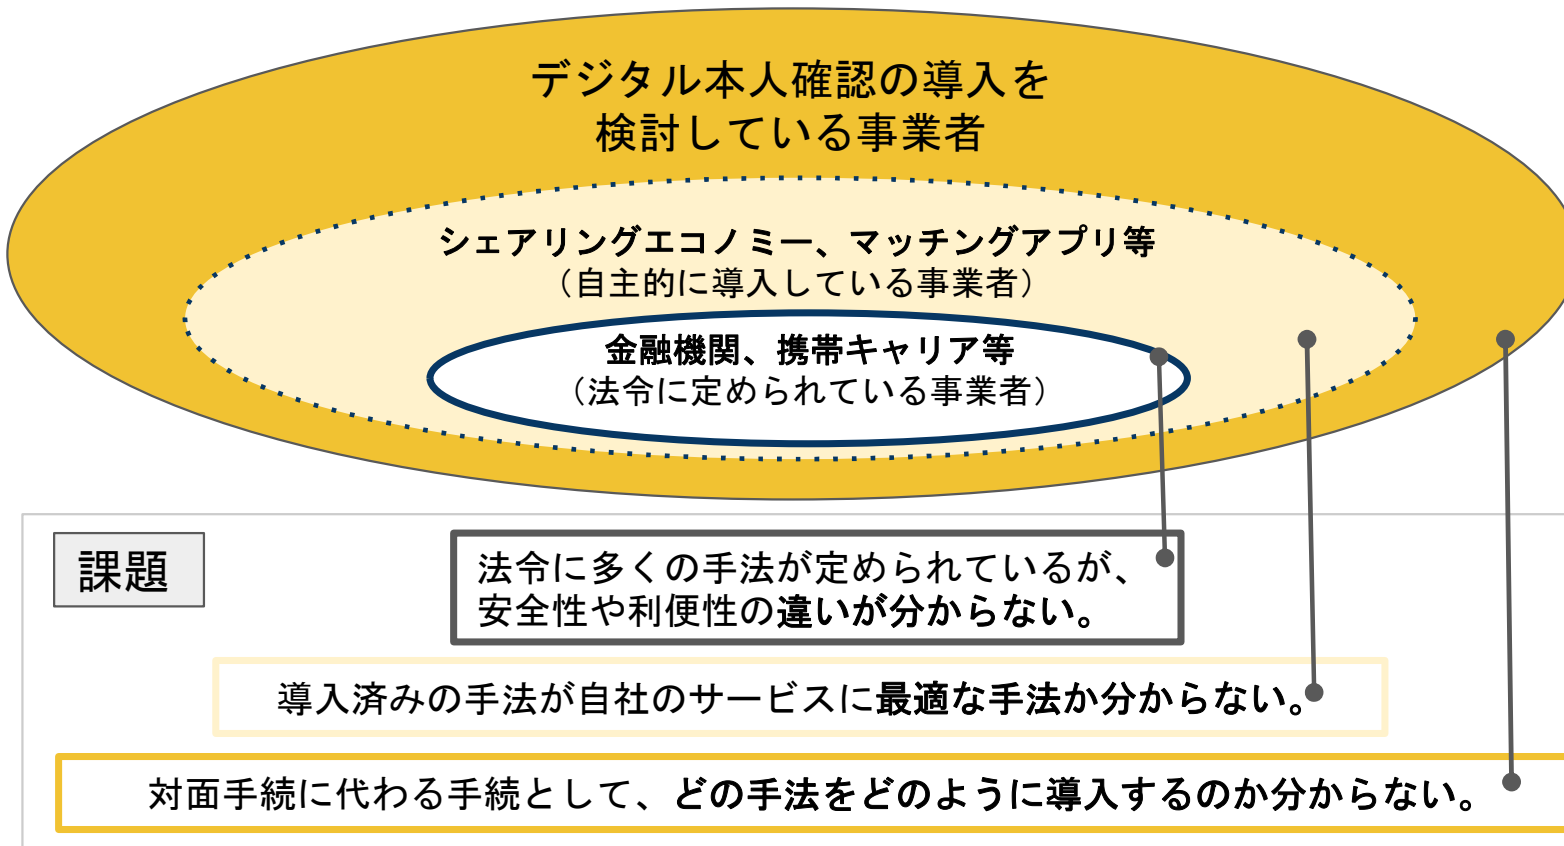 デジタル本人確認の導入を
検討している事業者
シェアリングエコノミー、マッチングアプリ等
（自主的に導入している事業者）
金融機関、携帯キャリア等
（法令に定められている事業者）
課題
法令に多くの手法が定められているが、
安全性や利便性の違いが分からない。
導入済みの手法が自社のサービスに最適な手法か分からない。
対面手続に代わる手続として、どの手法をどのように導入するのか分からない。